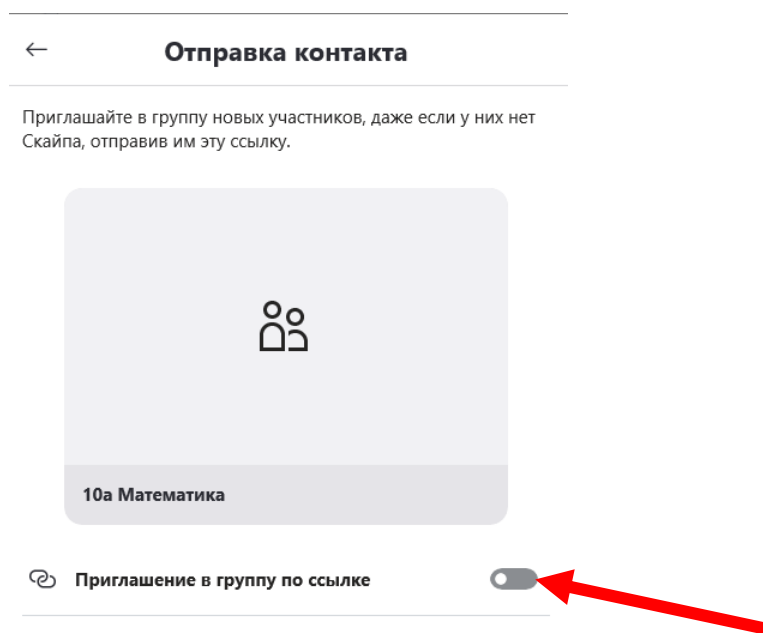 Отправка контакта
Приглашайте в группу новых участников, даже если у них нет
Скайпа, отправив им эту ссылку.
10а Математика
Приглашение в группу по ссылке